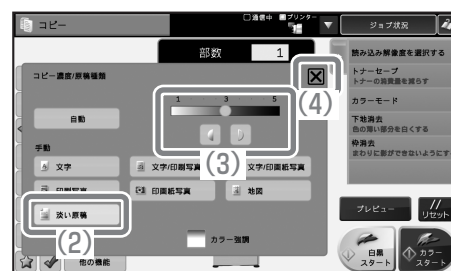 コピー
□通信中 ■プリンター
ジョブ状況
部数
1
読み込み解像度を選択する
トナーセーブ
トナーの消費量を減らす
カラーモード
下地消去
色の薄い部分を白くする
枠消去
まわりに影ができないようにす
コピー濃度/原稿種類
(4)
自動
1 3 5
(3)
手動
文字
文字/印刷写真
文字/印画紙写真
印刷写真
印画紙写真
地図
淡い原稿
(2)
カラー強調
他の機能
プレビュー
リセット
白黒
スタート
カラー
スタート